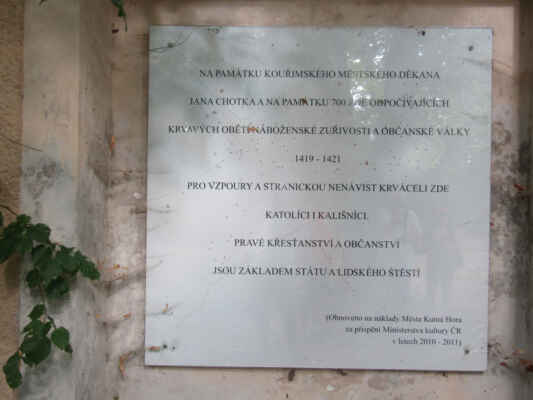 NA PAMÁTKU KOUŘIMSKÉHO MĚSTSKÉHO DĚKANA
JANA CHOTKA A NA PAMÁTKU 700 ZDE ODPOČÍVAJÍCÍCH
KRVAVÝCH OBĚTÍ NÁBOŽENSKÉ ZUŘIVOSTI A OBČANSKÉ VÁLKY
1419 - 1421
PRO VZPOURY A STRANICKOU NENÁVIST KRVÁCELI ZDE
KATOLÍCI I KALIŠNÍCI.
PRAVÉ KŘESŤANSTVÍ A OBČANSTVÍ
JSOU ZÁKLADEM STÁTU A LIDSKÉHO ŠTĚSTÍ
(Obnoveno na náklady Města Kutná Hora
za přispění Ministerstva kultury ČR
v letech 2010 - 2011)